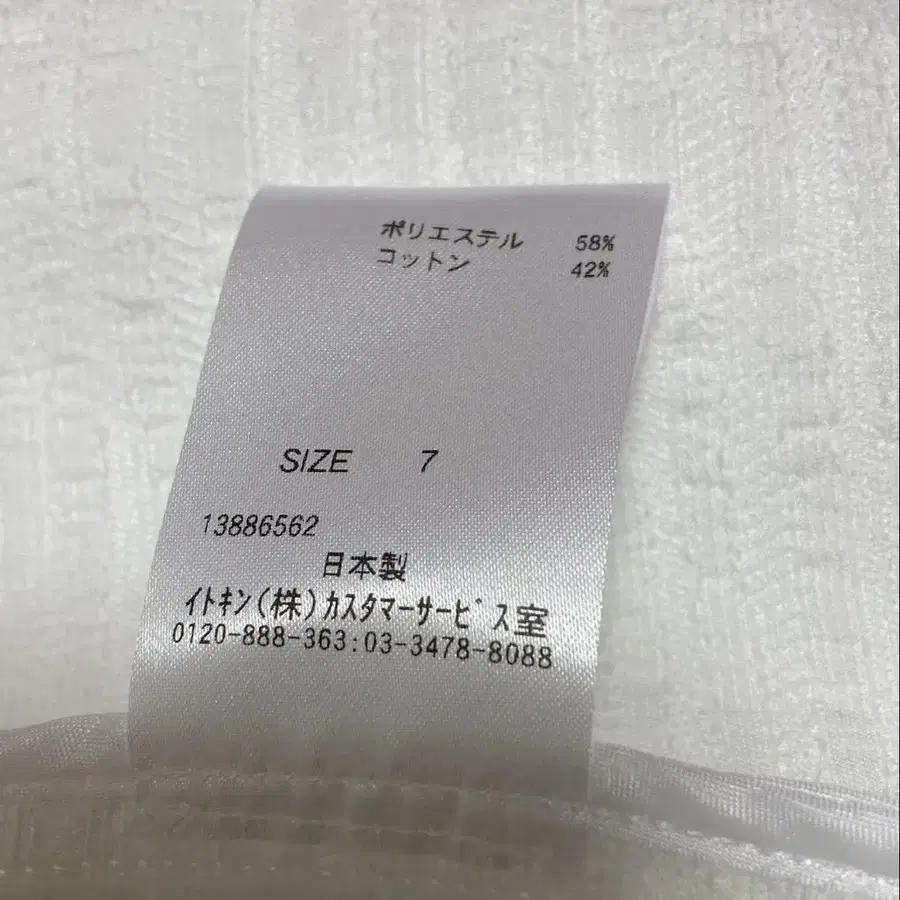 ポリエステル 58%
コットン 42%
SIZE 7
13886562
日本製
イトキン(株)カスタマーサービス室
0120-888-363:03-3478-8088